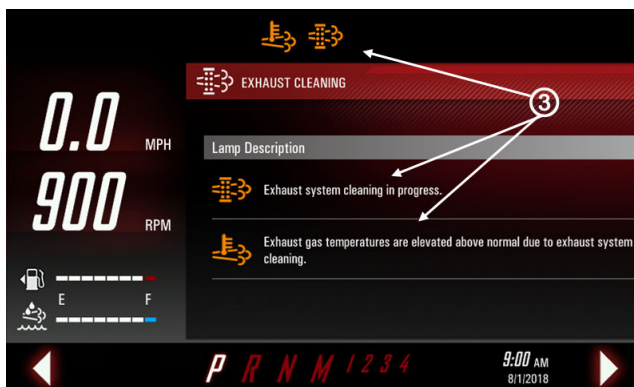 EXHAUST CLEANING
3
0.0 MPH
Lamp Description
Exhaust system cleaning in progress.
900 RPM
Exhaust gas temperatures are elevated above normal due to exhaust system
cleaning.
E F
P R N M 1 2 3 4
9:00 AM
8/1/2018